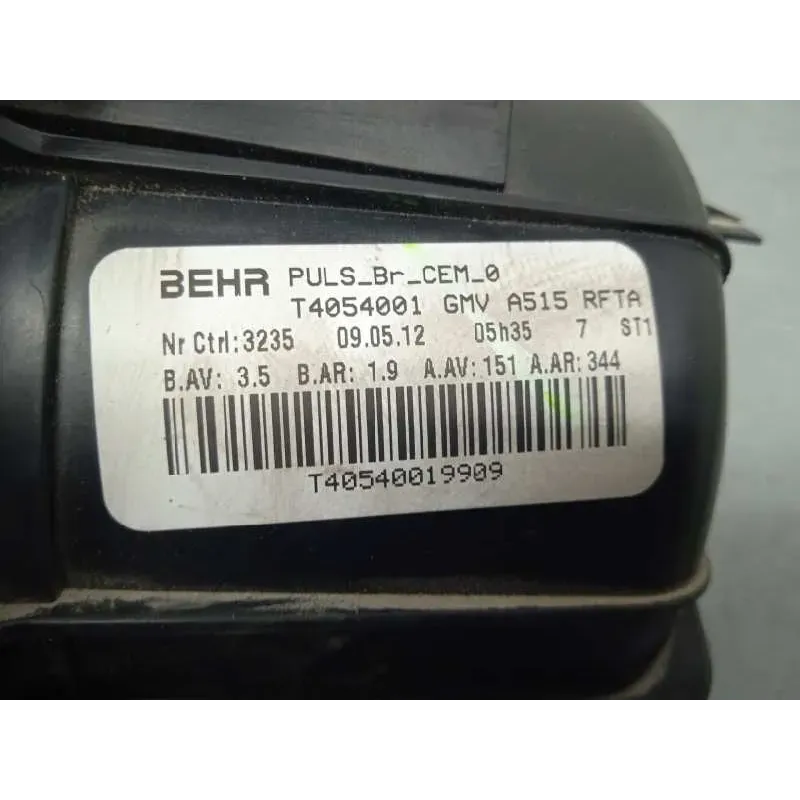 BEHR PULS_Br_CEM_0
T4054001 GMV A515 RFTA
Nr Ctrl:3235 09.05.12 05h35 7 ST1
B.AV: 3.5 B.AR: 1.9 A.AV:151 A.AR:344
T40540019909